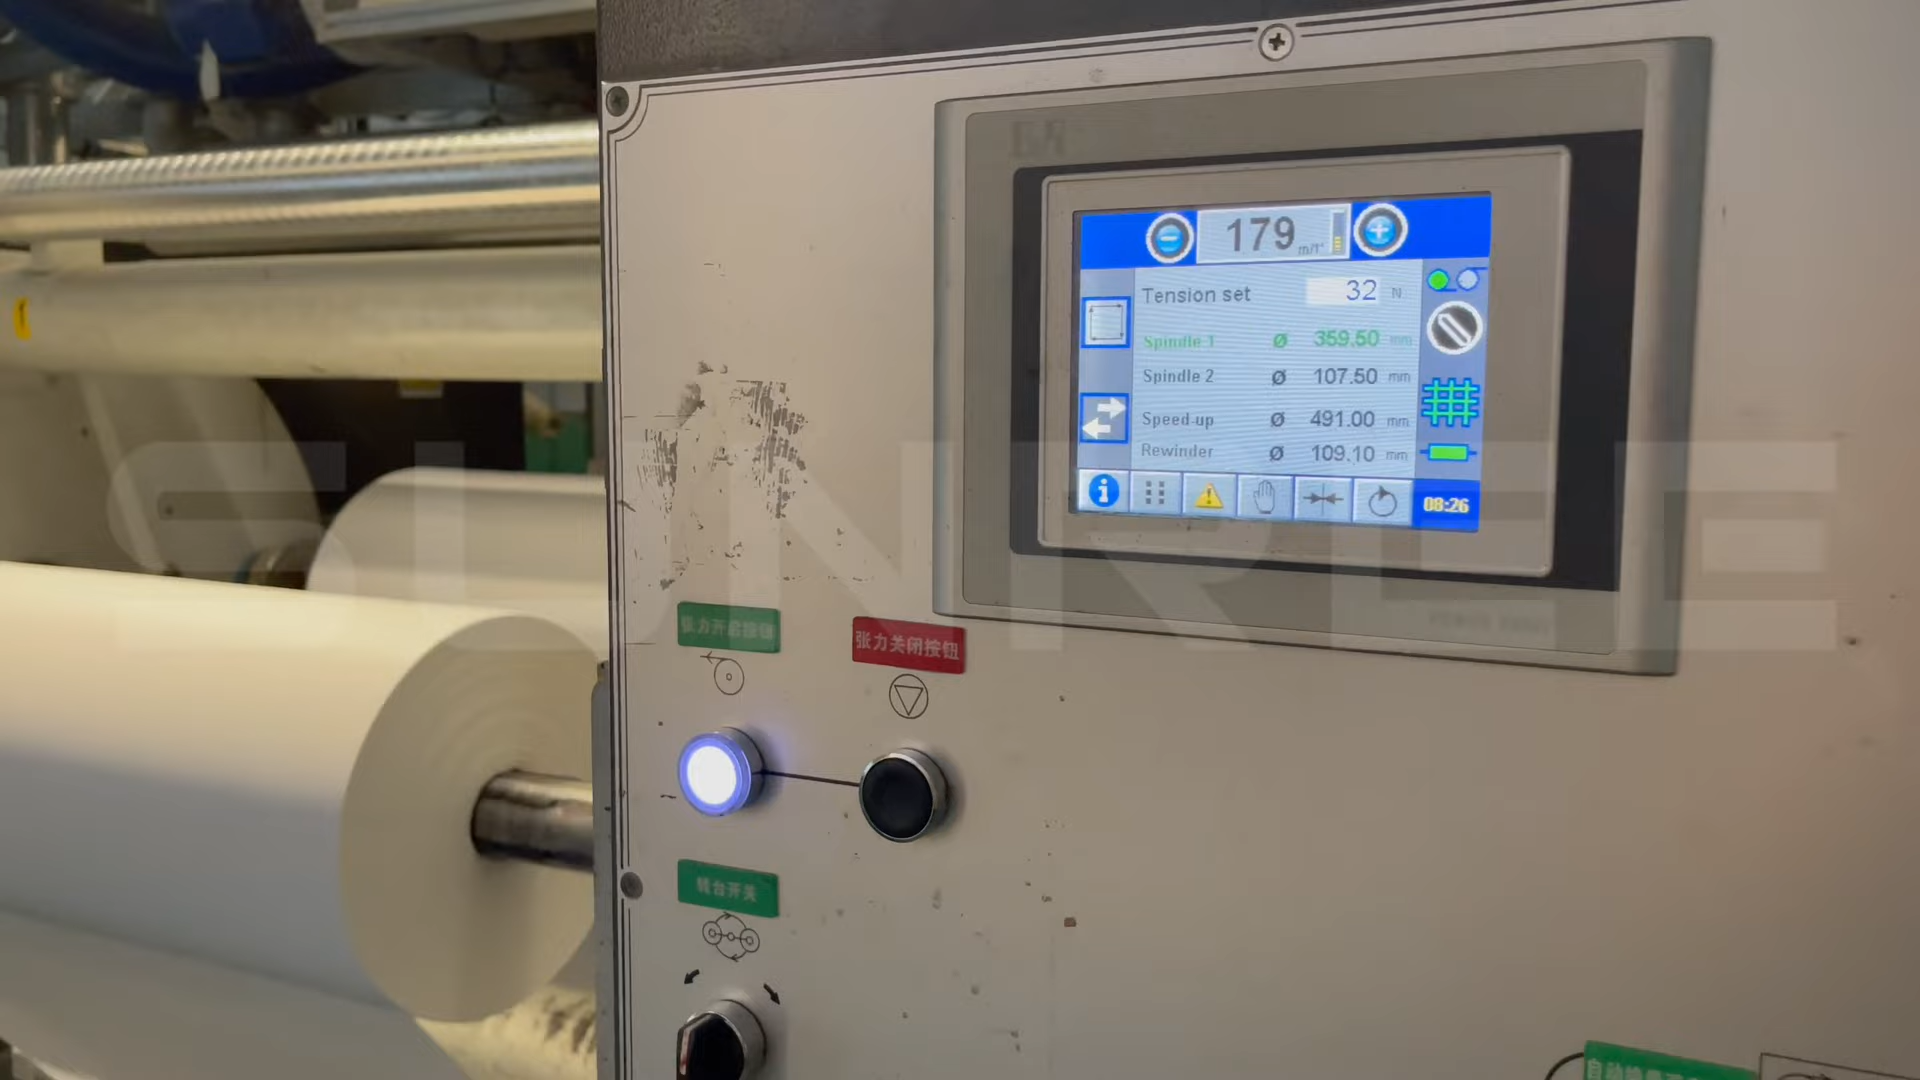 179 m/1'
Tension set 32 N
Spindle 1 Ø 359.50 mm
Spindle 2 Ø 107.50 mm
Speed-up Ø 491.00 mm
Rewinder Ø 109.10 mm
08:26
SUNREE
张力开启按钮
张力关闭按钮
转台开关